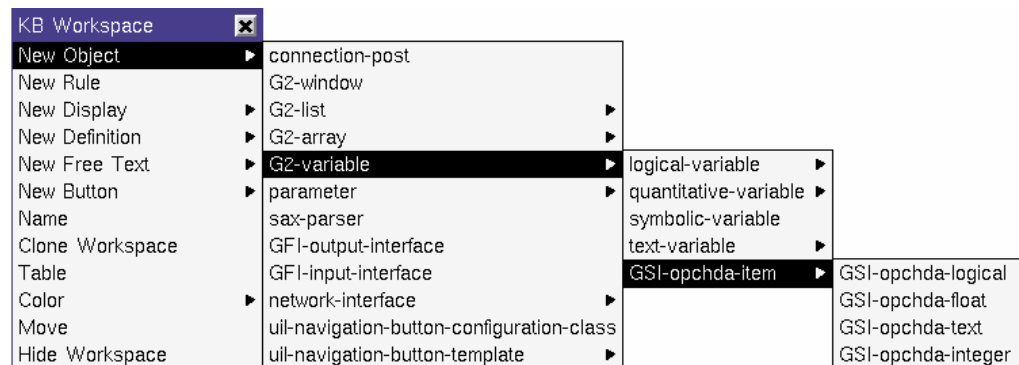 KB Workspace
New Object
New Rule
New Display
New Definition
New Free Text
New Button
Name
Clone Workspace
Table
Color
Move
Hide Workspace
connection-post
G2-window
G2-list
G2-array
G2-variable
parameter
sax-parser
GFI-output-interface
GFI-input-interface
network-interface
uil-navigation-button-configuration-class
uil-navigation-button-template
logical-variable
quantitative-variable
symbolic-variable
text-variable
GSI-opchda-item
GSI-opchda-logical
GSI-opchda-float
GSI-opchda-text
GSI-opchda-integer